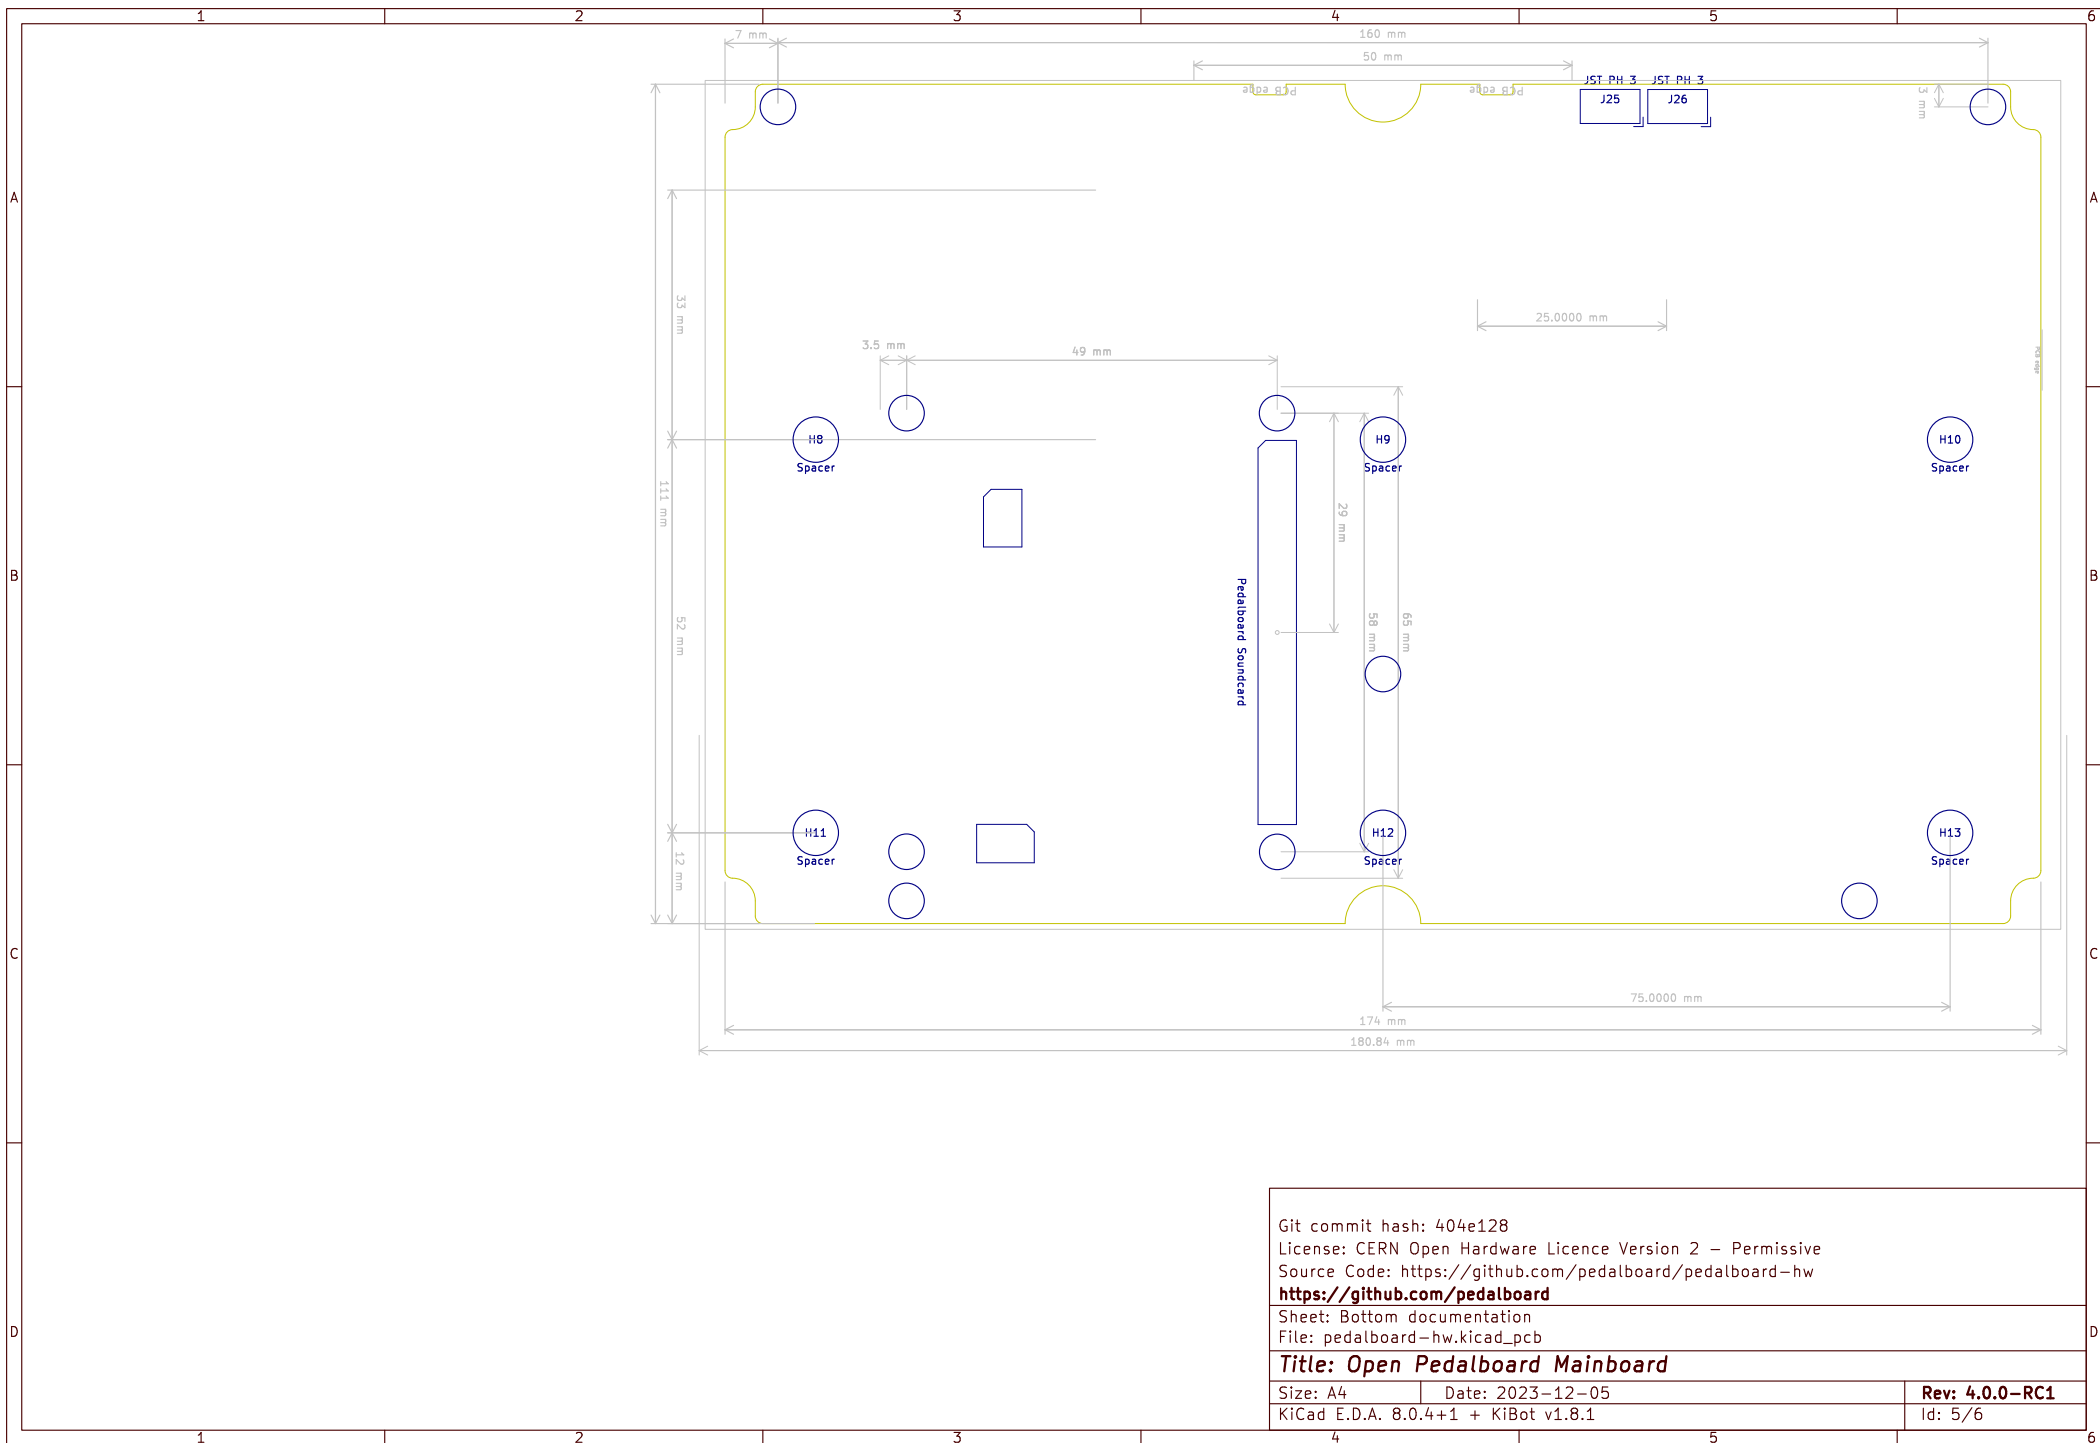 1 2 3 4 5 6
7 mm
160 mm
50 mm
JST PH 3 JST PH 3
PCB edge PCB edge
J25 J26
3 mm
A A
33 mm
25.0000 mm
3.5 mm
49 mm
PCB edge
H8 H9 H10
Spacer Spacer Spacer
111 mm
29 mm
B B
Pedalboard Soundcard
52 mm
58 mm
65 mm
H11 H12 H13
Spacer Spacer Spacer
12 mm
C C
75.0000 mm
174 mm
180.84 mm
Git commit hash: 404e128
License: CERN Open Hardware Licence Version 2 - Permissive
Source Code: https://github.com/pedalboard/pedalboard-hw
https://github.com/pedalboard
Sheet: Bottom documentation
File: pedalboard-hw.kicad_pcb
D D
Title: Open Pedalboard Mainboard
Size: A4 Date: 2023-12-05 Rev: 4.0.0-RC1
KiCad E.D.A. 8.0.4+1 + KiBot v1.8.1 Id: 5/6
1 2 3 4 5 6